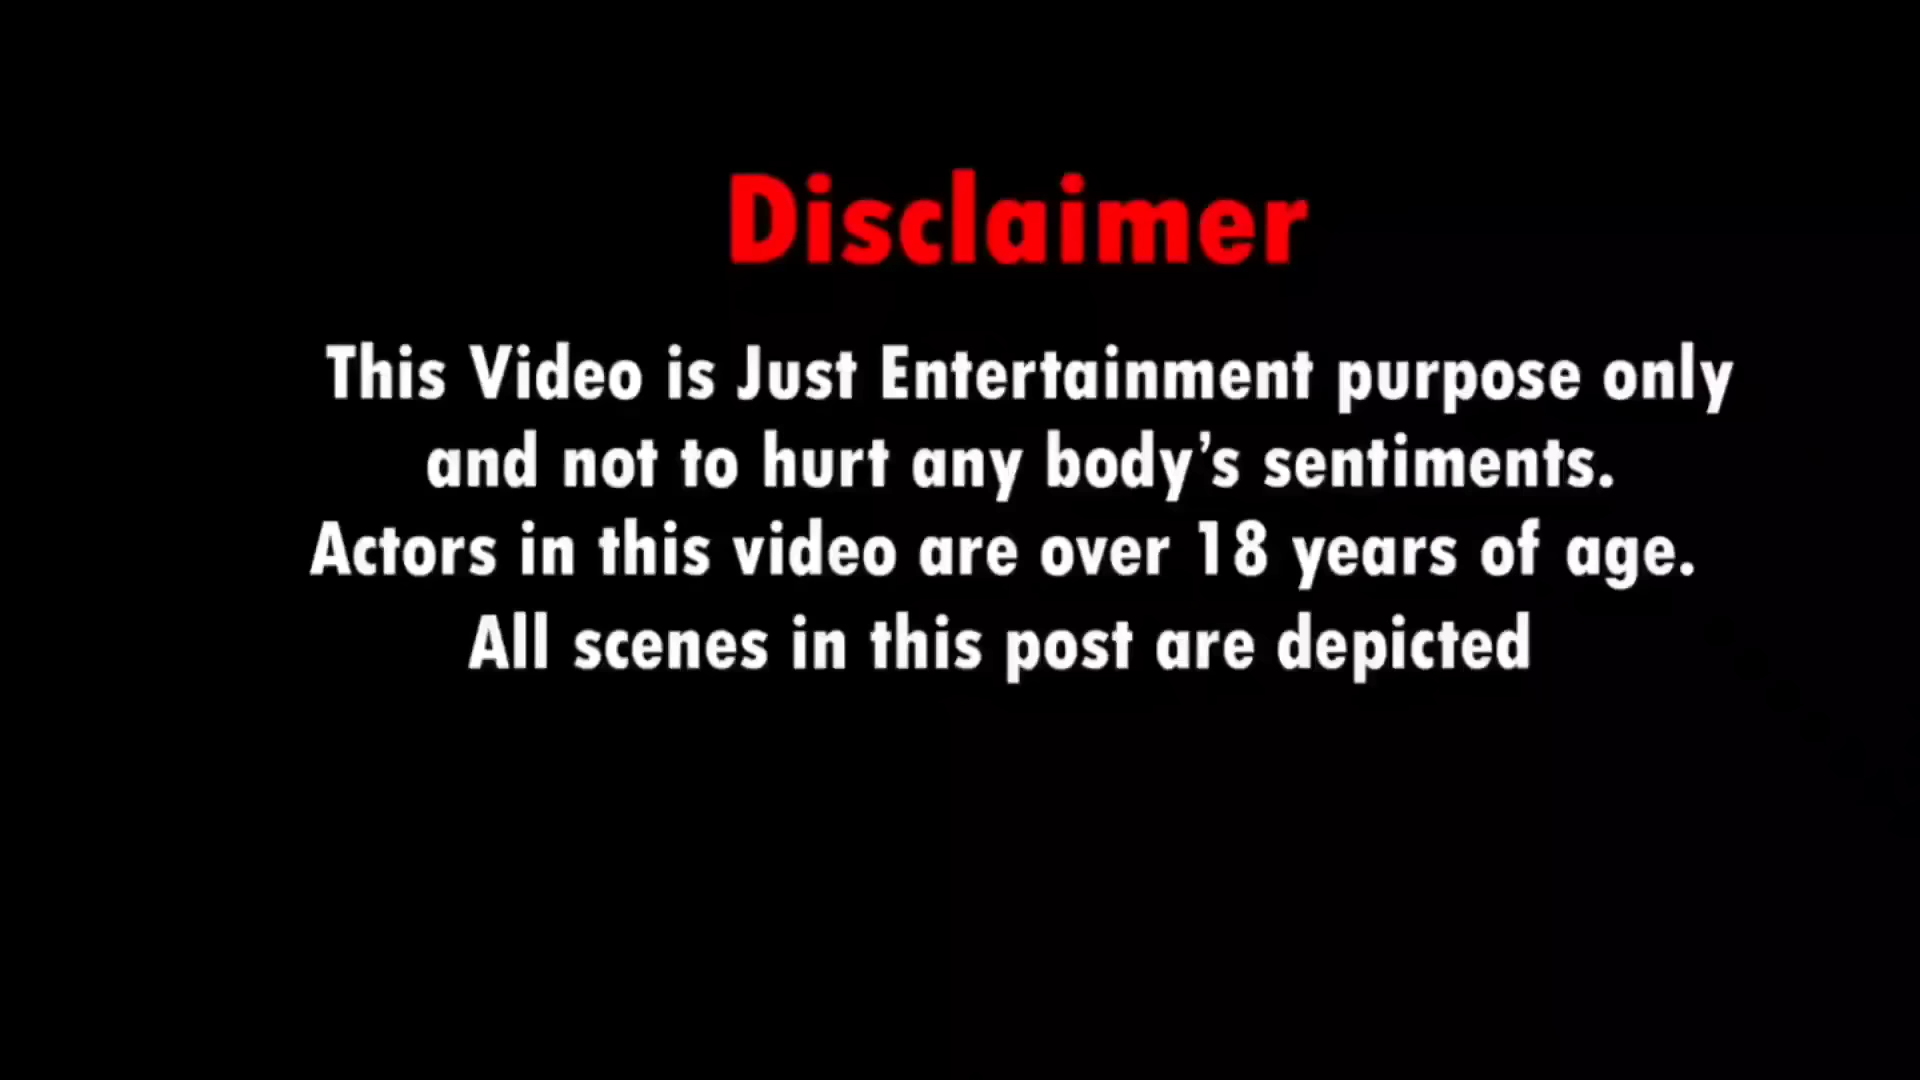 Disclaimer
This Video is Just Entertainment purpose only
and not to hurt any body’s sentiments.
Actors in this video are over 18 years of age.
All scenes in this post are depicted